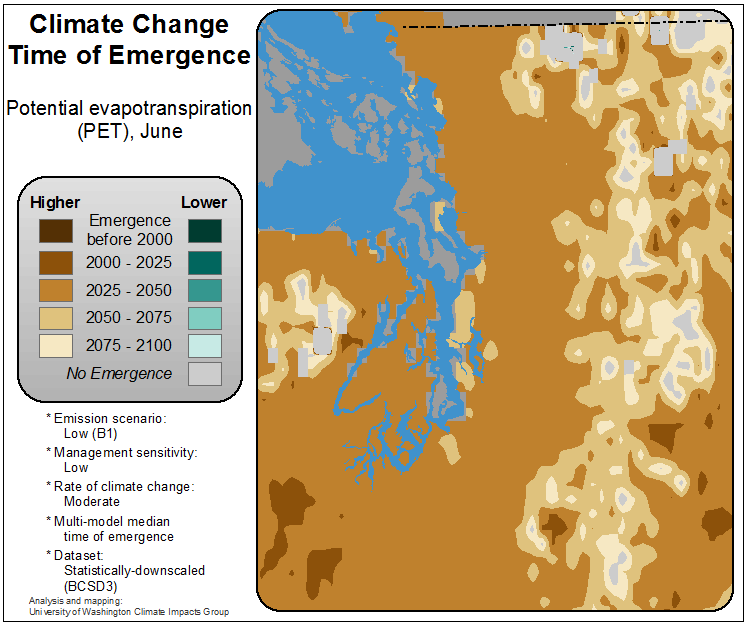 Climate Change
Time of Emergence
Potential evapotranspiration
(PET), June
Higher
Lower
Emergence
before 2000
2000 - 2025
2025 - 2050
2050 - 2075
2075 - 2100
No Emergence
* Emission scenario:
Low (B1)
* Management sensitivity:
Low
* Rate of climate change:
Moderate
* Multi-model median
time of emergence
* Dataset:
Statistically-downscaled
(BCSD3)
Analysis and mapping:
University of Washington Climate Impacts Group